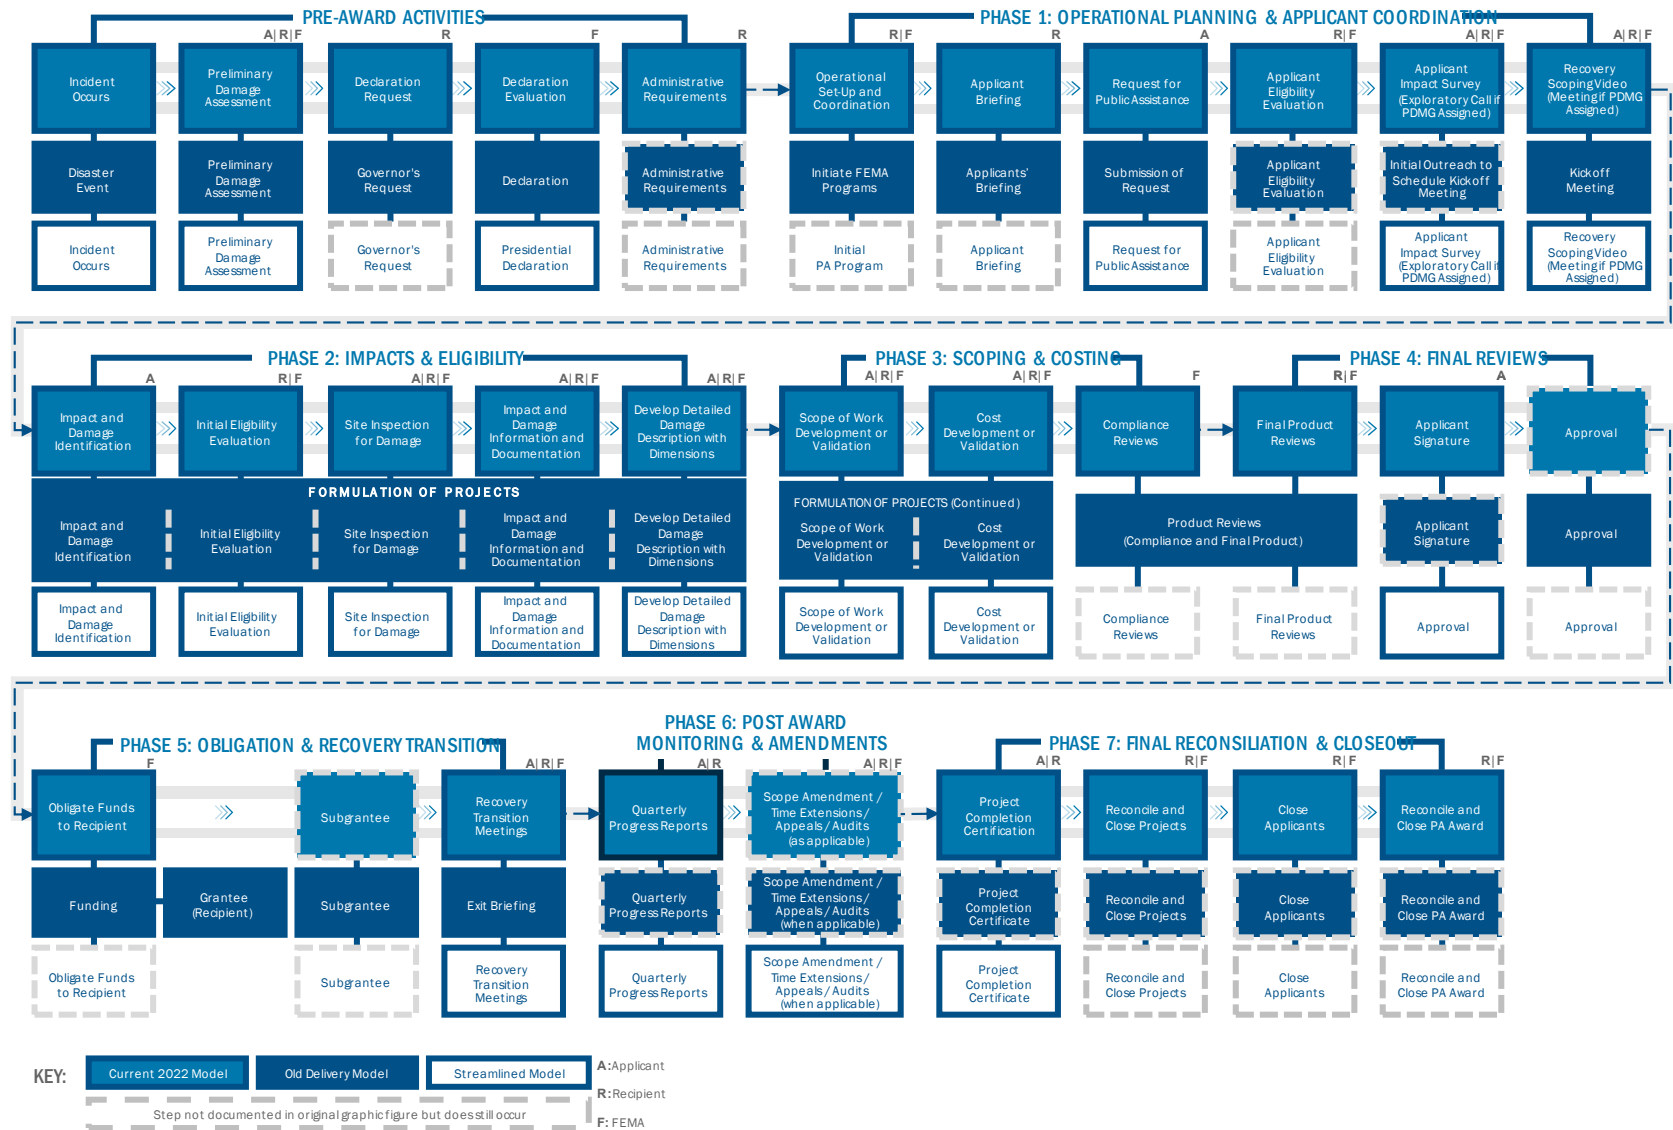 PRE-AWARD ACTIVITIES
PHASE 1: OPERATIONAL PLANNING & APPLICANT COORDINATION
A|R|F
R
F
R
R|F
R
A
R|F
A|R|F
A|R|F
Incident
Occurs
Preliminary
Damage
Assessment
Declaration
Request
Declaration
Evaluation
Administrative
Requirements
Operational
Set-Up and
Coordination
Applicant
Briefing
Request for
Public Assistance
Applicant
Eligibility
Evaluation
Applicant
Impact Survey
(Exploratory Call if
PDMG Assigned)
Recovery
Scoping Video
(Meeting if PDMG
Assigned)
Disaster
Event
Preliminary
Damage
Assessment
Governor's
Request
Declaration
Administrative
Requirements
Initiate FEMA
Programs
Applicants'
Briefing
Submission of
Request
Applicant
Eligibility
Evaluation
Initial Outreach to
Schedule Kickoff
Meeting
Kickoff
Meeting
Incident
Occurs
Preliminary
Damage
Assessment
Governor's
Request
Presidential
Declaration
Administrative
Requirements
Initial
PA Program
Applicant
Briefing
Request for
Public Assistance
Applicant
Eligibility
Evaluation
Applicant
Impact Survey
(Exploratory Call if
PDMG Assigned)
Recovery
Scoping Video
(Meeting if PDMG
Assigned)
PHASE 2: IMPACTS & ELIGIBILITY
PHASE 3: SCOPING & COSTING
PHASE 4: FINAL REVIEWS
A
R|F
A|R|F
A|R|F
A|R|F
A|R|F
A|R|F
F
R|F
A
Impact and
Damage
Identification
Initial Eligibility
Evaluation
Site Inspection
for Damage
Impact and
Damage
Information and
Documentation
Develop Detailed
Damage
Description with
Dimensions
Scope of Work
Development or
Validation
Cost
Development or
Validation
Compliance
Reviews
Final Product
Reviews
Applicant
Signature
Approval
FORMULATION OF PROJECTS
Impact and
Damage
Identification
Initial Eligibility
Evaluation
Site Inspection
for Damage
Impact and
Damage
Information and
Documentation
Develop Detailed
Damage
Description with
Dimensions
FORMULATION OF PROJECTS (Continued)
Scope of Work
Development or
Validation
Cost
Development or
Validation
Product Reviews
(Compliance and Final Product)
Applicant
Signature
Approval
Impact and
Damage
Identification
Initial Eligibility
Evaluation
Site Inspection
for Damage
Impact and
Damage
Information and
Documentation
Develop Detailed
Damage
Description with
Dimensions
Scope of Work
Development or
Validation
Cost
Development or
Validation
Compliance
Reviews
Final Product
Reviews
Approval
Approval
PHASE 5: OBLIGATION & RECOVERY TRANSITION
PHASE 6: POST AWARD
MONITORING & AMENDMENTS
PHASE 7: FINAL RECONSILIATION & CLOSEOUT
F
A|R|F
A|R
A|R|F
A|R
R|F
R|F
R|F
Obligate Funds
to Recipient
Subgrantee
Recovery
Transition
Meetings
Quarterly
Progress Reports
Scope Amendment /
Time Extensions /
Appeals / Audits
(as applicable)
Project
Completion
Certification
Reconcile and
Close Projects
Close
Applicants
Reconcile and
Close PA Award
Funding
Grantee
(Recipient)
Subgrantee
Exit Briefing
Quarterly
Progress Reports
Scope Amendment /
Time Extensions /
Appeals / Audits
(when applicable)
Project
Completion
Certificate
Reconcile and
Close Projects
Close
Applicants
Reconcile and
Close PA Award
Obligate Funds
to Recipient
Subgrantee
Recovery
Transition
Meetings
Quarterly
Progress Reports
Scope Amendment /
Time Extensions /
Appeals / Audits
(when applicable)
Project
Completion
Certificate
Reconcile and
Close Projects
Close
Applicants
Reconcile and
Close PA Award
KEY:
Current 2022 Model
Old Delivery Model
Streamlined Model
Step not documented in original graphic figure but does still occur
A: Applicant
R: Recipient
F: FEMA